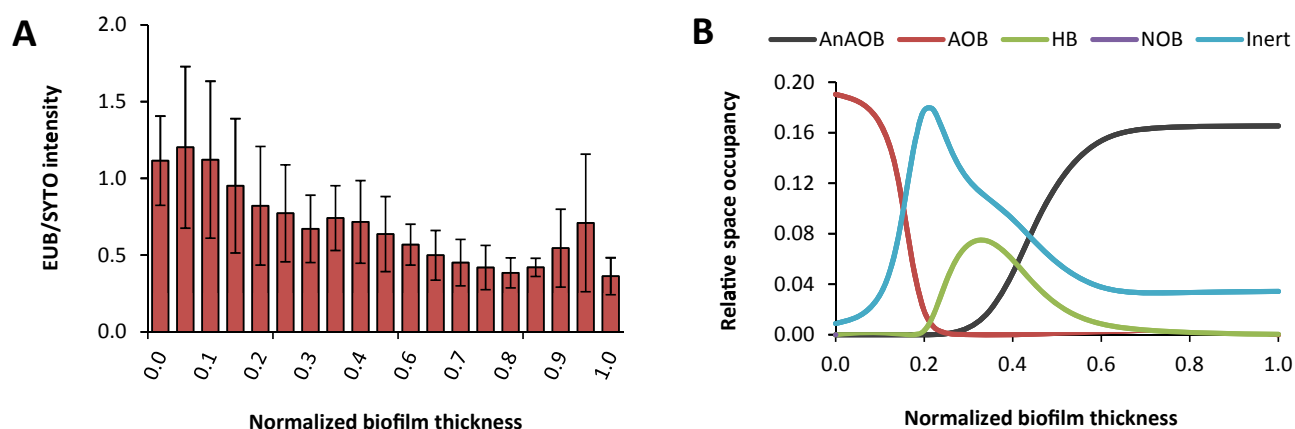 A
EUB/SYTO intensity
2.0
1.5
1.0
0.5
0.0
0.0 0.1 0.2 0.3 0.4 0.6 0.7 0.8 0.9 1.0
Normalized biofilm thickness
B
AnAOB AOB HB NOB Inert
Relative space occupancy
0.20
0.16
0.12
0.08
0.04
0.00
0.0 0.2 0.4 0.6 0.8 1.0
Normalized biofilm thickness